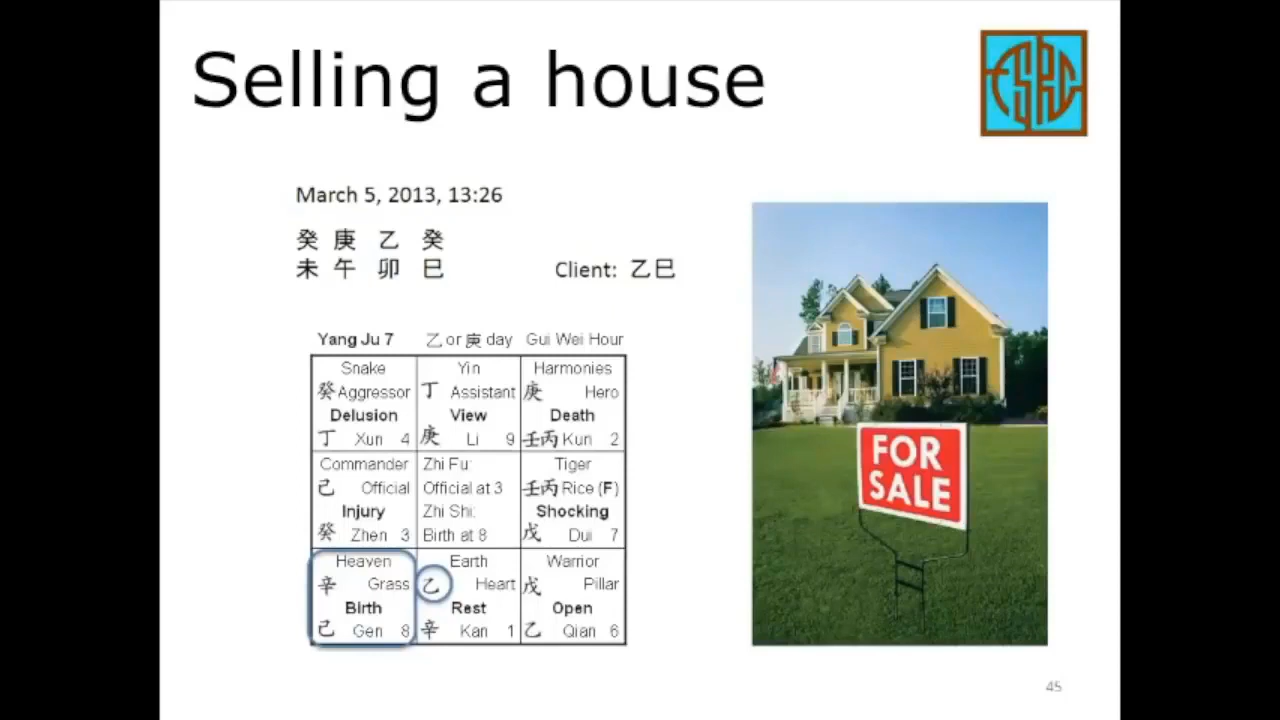 Selling a house
FSRC
March 5, 2013, 13:26
癸 庚 乙 癸
未 午 卯 巳
Client: 乙巳
Yang Ju 7 乙 or 庚 day Gui Wei Hour
Snake
癸 Aggressor
Delusion
丁 Xun 4
Yin
丁 Assistant
View
庚 Li 9
Harmonies
庚 Hero
Death
壬丙 Kun 2
Commander
己 Official
Injury
癸 Zhen 3
Zhi Fu:
Official at 3
Zhi Shi:
Birth at 8
Tiger
壬丙 Rice (F)
Shocking
戊 Dui 7
Heaven
辛 Grass
Birth
己 Gen 8
Earth
乙 Heart
Rest
辛 Kan 1
Warrior
戊 Pillar
Open
乙 Qian 6
FOR
SALE
45